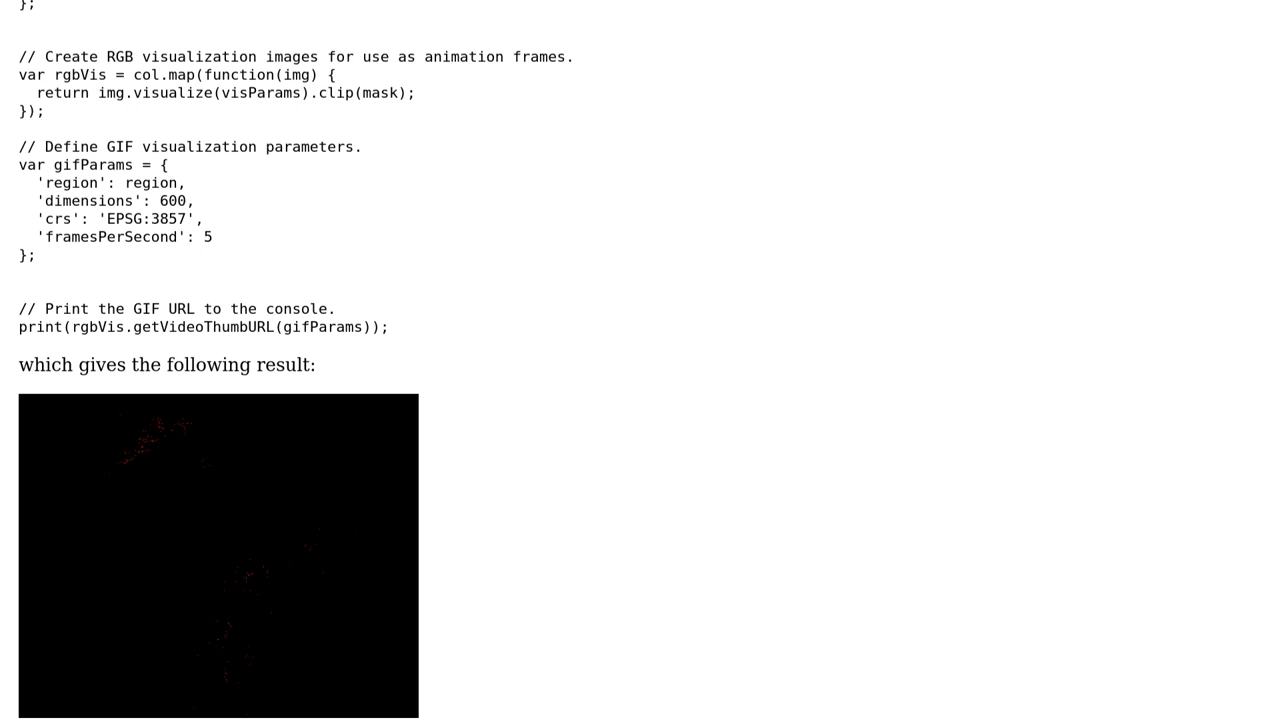 };
// Create RGB visualization images for use as animation frames.
var rgbVis = col.map(function(img) {
  return img.visualize(visParams).clip(mask);
});
// Define GIF visualization parameters.
var gifParams = {
  'region': region,
  'dimensions': 600,
  'crs': 'EPSG:3857',
  'framesPerSecond': 5
};
// Print the GIF URL to the console.
print(rgbVis.getVideoThumbURL(gifParams));
which gives the following result: